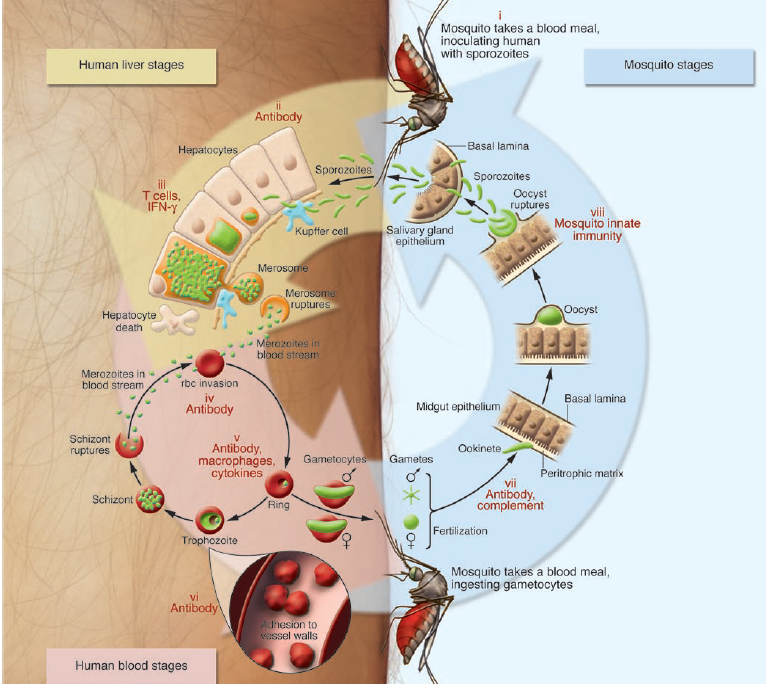 i
Mosquito takes a blood meal,
inoculating human
with sporozoites
Human liver stages
Mosquito stages
ii
Antibody
Hepatocytes
Basal lamina
Sporozoites
Sporozoites
iii
T cells,
IFN-γ
Oocyst
ruptures
viii
Mosquito innate
immunity
Kupffer cell
Salivary gland
epithelium
Merosome
Merosome
ruptures
Hepatocyte
death
Oocyst
Merozoites in
blood stream
Merozoites in
blood stream
rbc invasion
iv
Antibody
Midgut epithelium
Basal lamina
Schizont
ruptures
v
Antibody,
macrophages,
cytokines
Gametocytes
♂
Gametes
♂
Ookinete
Peritrophic matrix
vii
Antibody,
complement
Schizont
Ring
Trophozoite
♀
♀
Fertilization
vi
Antibody
Adhesion to
vessel walls
Mosquito takes a blood meal,
ingesting gametocytes
Human blood stages